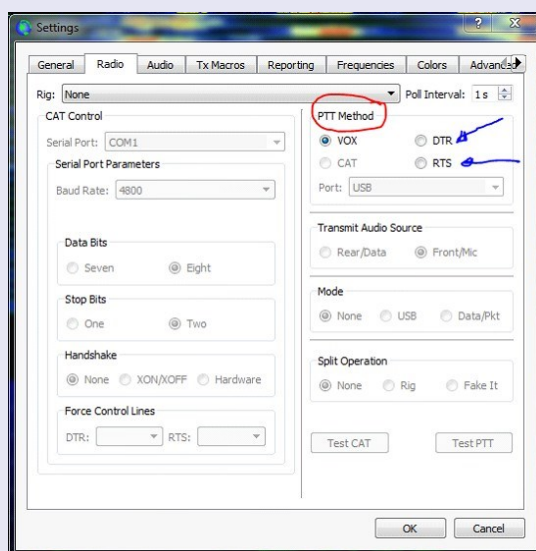 Settings
General Radio Audio Tx Macros Reporting Frequencies Colors Advanced
Rig: None Poll Interval: 1 s
CAT Control
Serial Port: COM1
Serial Port Parameters
Baud Rate: 4800
Data Bits
Seven Eight
Stop Bits
One Two
Handshake
None XON/XOFF Hardware
Force Control Lines
DTR: RTS:
PTT Method
VOX DTR
CAT RTS
Port: USB
Transmit Audio Source
Rear/Data Front/Mic
Mode
None USB Data/Pkt
Split Operation
None Rig Fake It
Test CAT Test PTT
OK Cancel